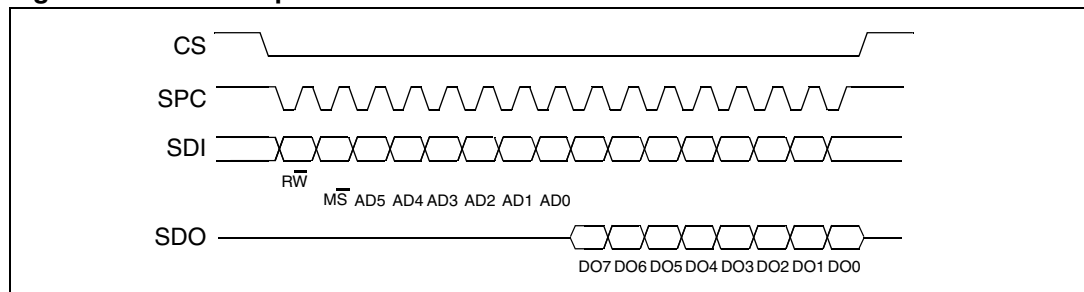 CS
SPC
SDI
RW̅
MS̅ AD5 AD4 AD3 AD2 AD1 AD0
SDO
DO7 DO6 DO5 DO4 DO3 DO2 DO1 DO0